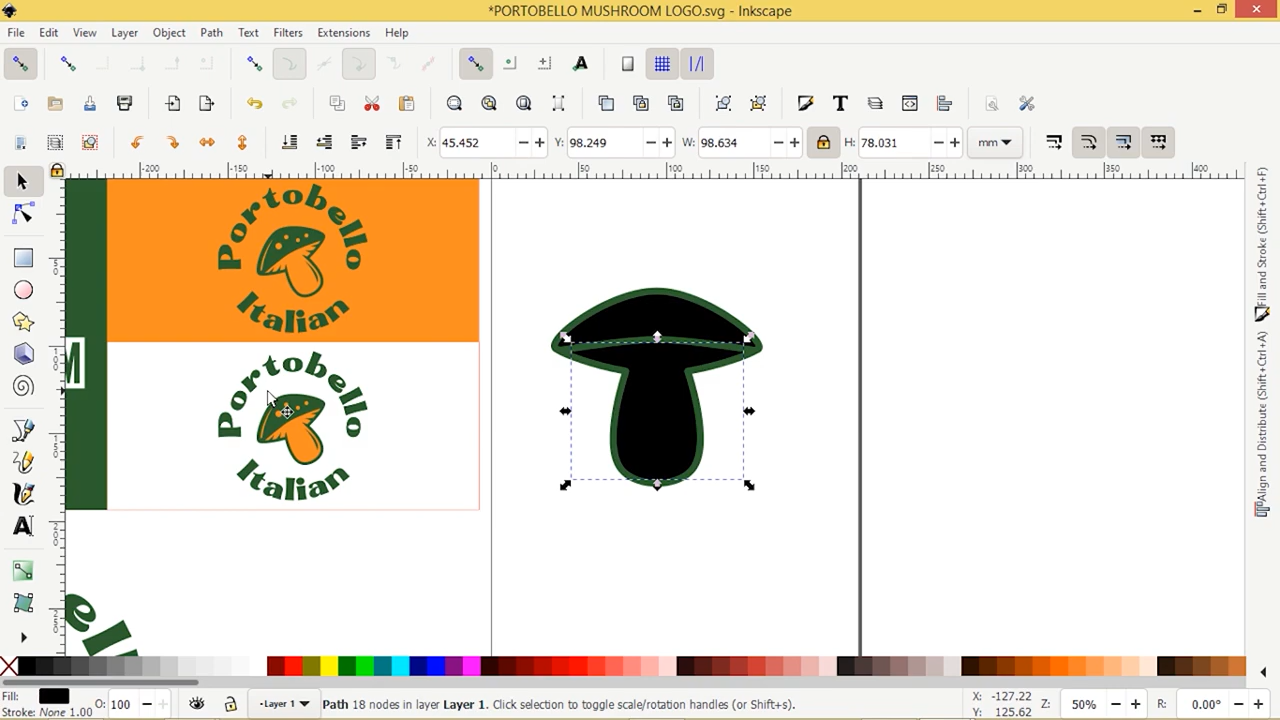 *PORTOBELLO MUSHROOM LOGO.svg - Inkscape
File Edit View Layer Object Path Text Filters Extensions Help
X: 45.452 Y: 98.249 W: 98.634 H: 78.031 mm
-200 -150 -100 -50 0 50 100 150 200 250 300 350 400
Portobello
Italian
M
Portobello
Italian
ell
Fill and Stroke (Shift+Ctrl+F)
Align and Distribute (Shift+Ctrl+A)
Fill: O: 100 -Layer 1 Path 18 nodes in layer Layer 1. Click selection to toggle scale/rotation handles (or Shift+s). X: -127.22 Z: 50% R: 0.00°
Stroke: None 1.00 Y: 125.62